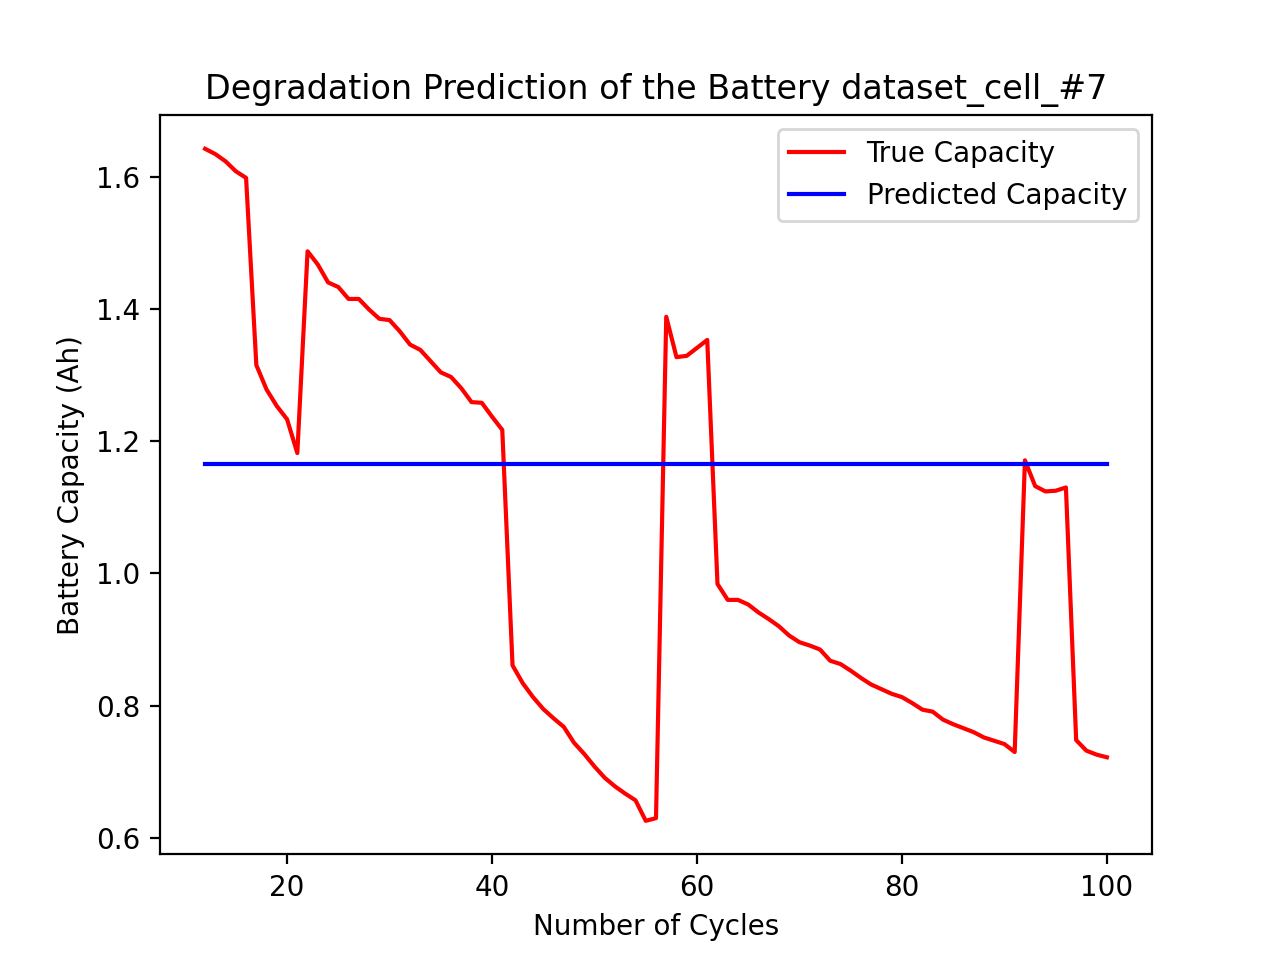 Degradation Prediction of the Battery dataset_cell_#7
True Capacity
Predicted Capacity
1.6
1.4
1.2
1.0
0.8
0.6
Battery Capacity (Ah)
20 40 60 80 100
Number of Cycles